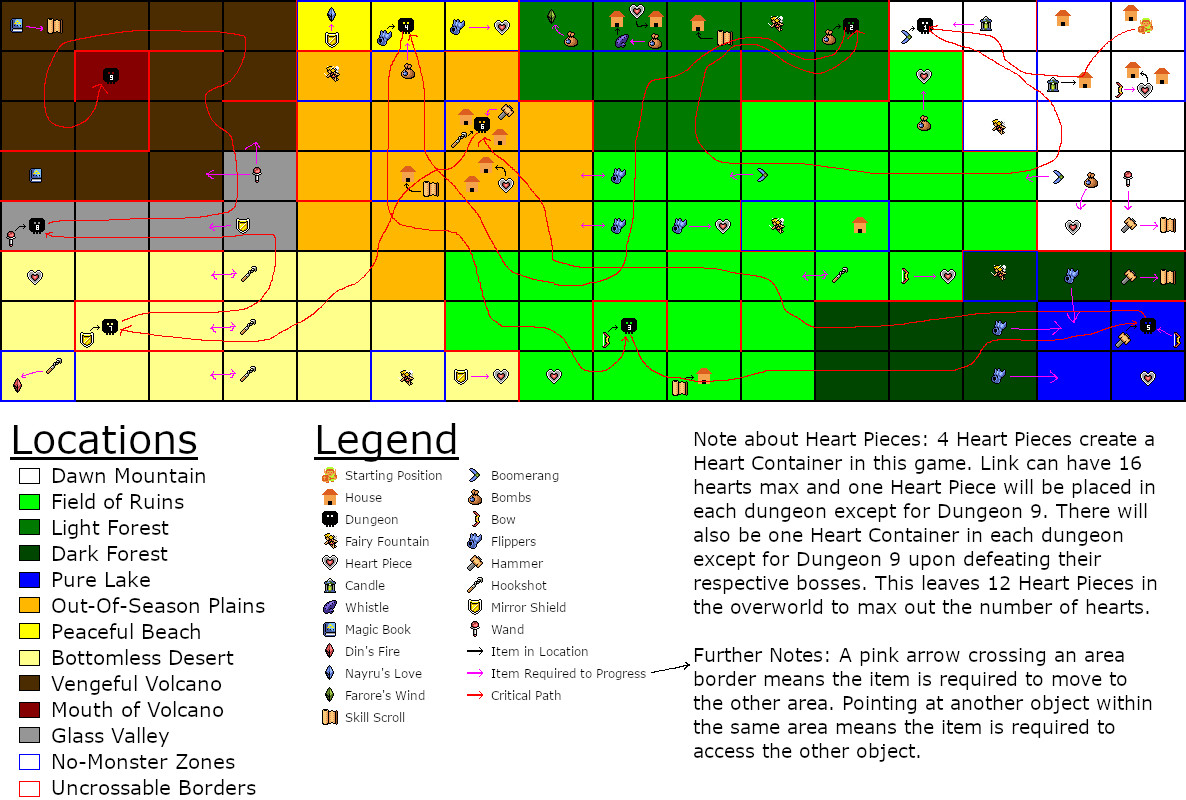 Locations
Dawn Mountain
Field of Ruins
Light Forest
Dark Forest
Pure Lake
Out-Of-Season Plains
Peaceful Beach
Bottomless Desert
Vengeful Volcano
Mouth of Volcano
Glass Valley
No-Monster Zones
Uncrossable Borders
Legend
Starting Position
House
Dungeon
Fairy Fountain
Heart Piece
Candle
Whistle
Magic Book
Din's Fire
Nayru's Love
Farore's Wind
Skill Scroll
Boomerang
Bombs
Bow
Flippers
Hammer
Hookshot
Mirror Shield
Wand
Item in Location
Item Required to Progress
Critical Path
Note about Heart Pieces: 4 Heart Pieces create a
Heart Container in this game. Link can have 16
hearts max and one Heart Piece will be placed in
each dungeon except for Dungeon 9. There will
also be one Heart Container in each dungeon
except for Dungeon 9 upon defeating their
respective bosses. This leaves 12 Heart Pieces in
the overworld to max out the number of hearts.
Further Notes: A pink arrow crossing an area
border means the item is required to move to
the other area. Pointing at another object within
the same area means the item is required to
access the other object.